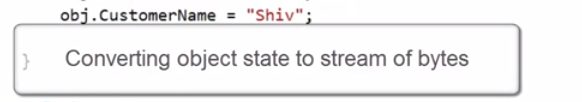 obj.CustomerName = "Shiv";
} Converting object state to stream of bytes